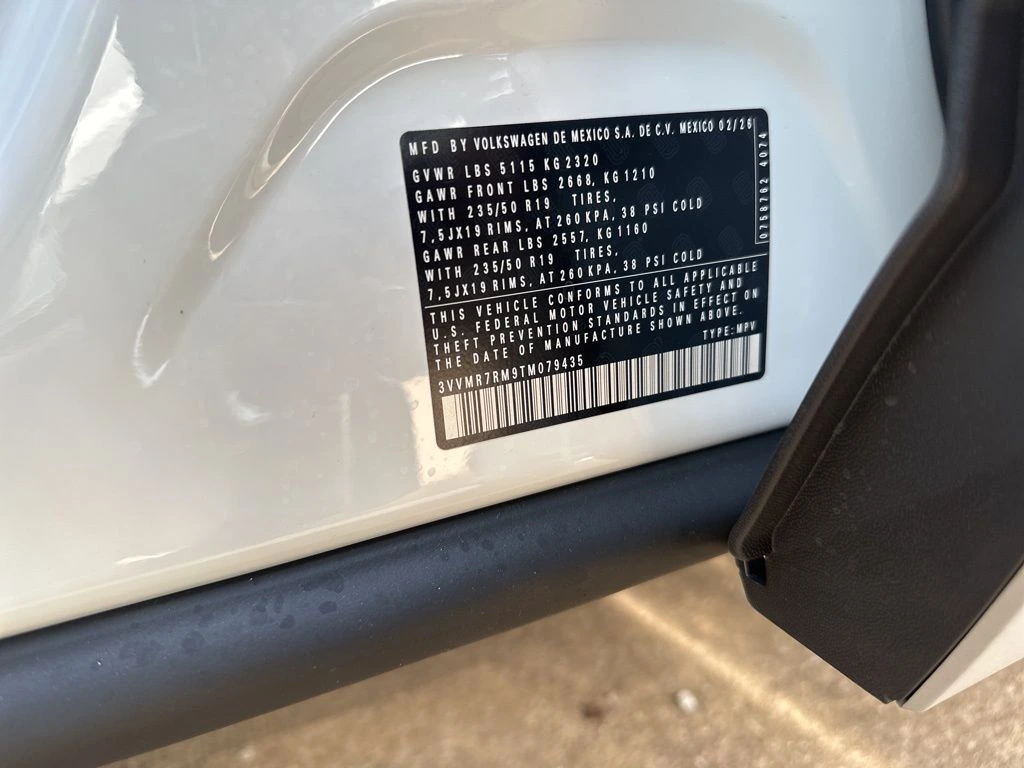 MFD BY VOLKSWAGEN DE MEXICO S.A. DE C.V. MEXICO 02/26
GVWR LBS 5115 KG 2320
GAWR FRONT LBS 2668, KG 1210
WITH 235/50 R19 TIRES,
7,5JX19 RIMS, AT 260 KPA, 38 PSI COLD
GAWR REAR LBS 2557, KG 1160
WITH 235/50 R19 TIRES,
7,5JX19 RIMS, AT 260 KPA, 38 PSI COLD
0758762 4074
THIS VEHICLE CONFORMS TO ALL APPLICABLE
U.S. FEDERAL MOTOR VEHICLE SAFETY AND
THEFT PREVENTION STANDARDS IN EFFECT ON
THE DATE OF MANUFACTURE SHOWN ABOVE.
TYPE: MPV
3VVMR7RM9TM079435